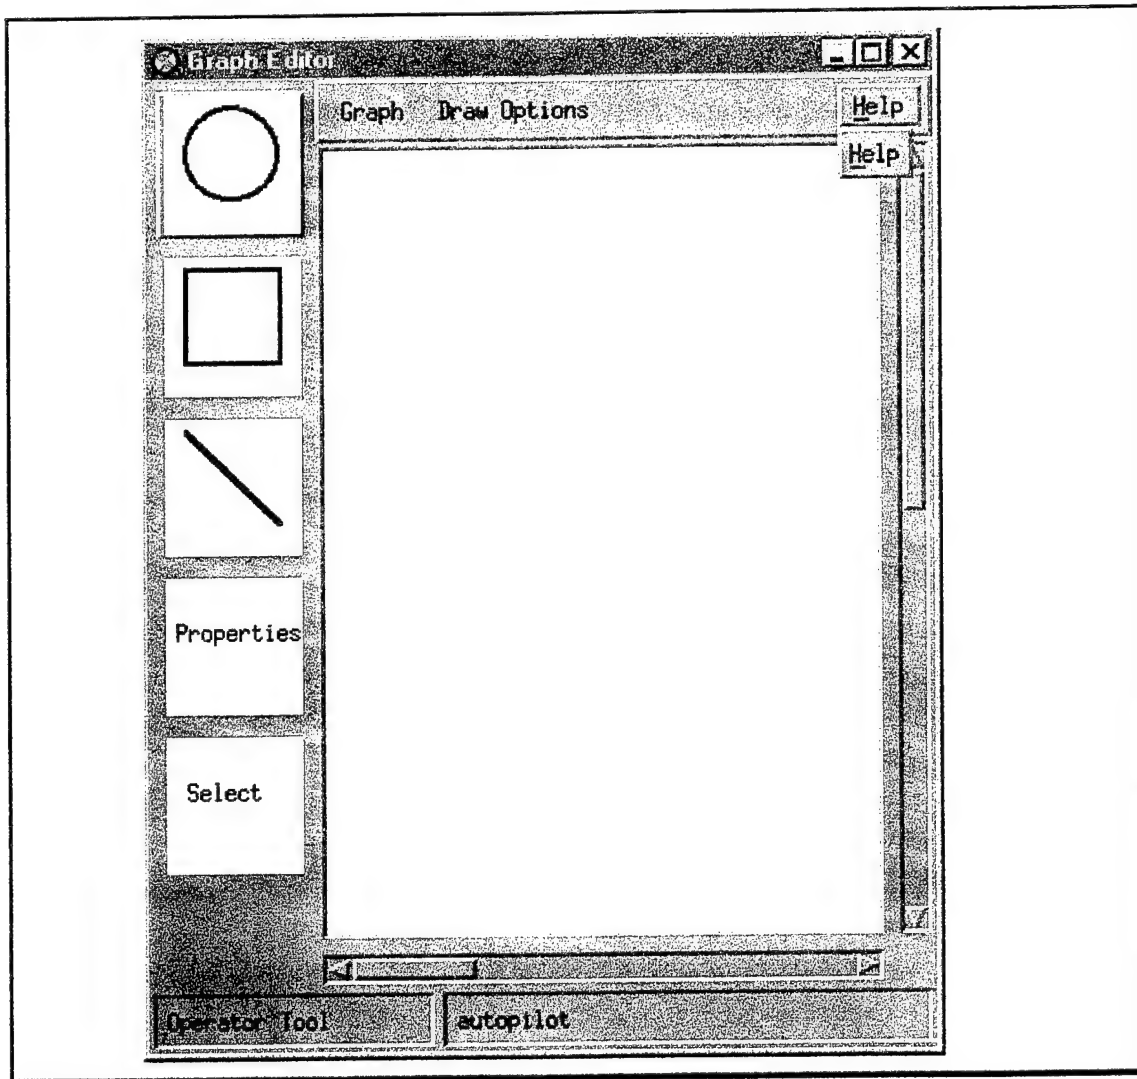 Graph Editor
Graph Draw Options Help
Help
Properties
Select
Operator Tool autopilot